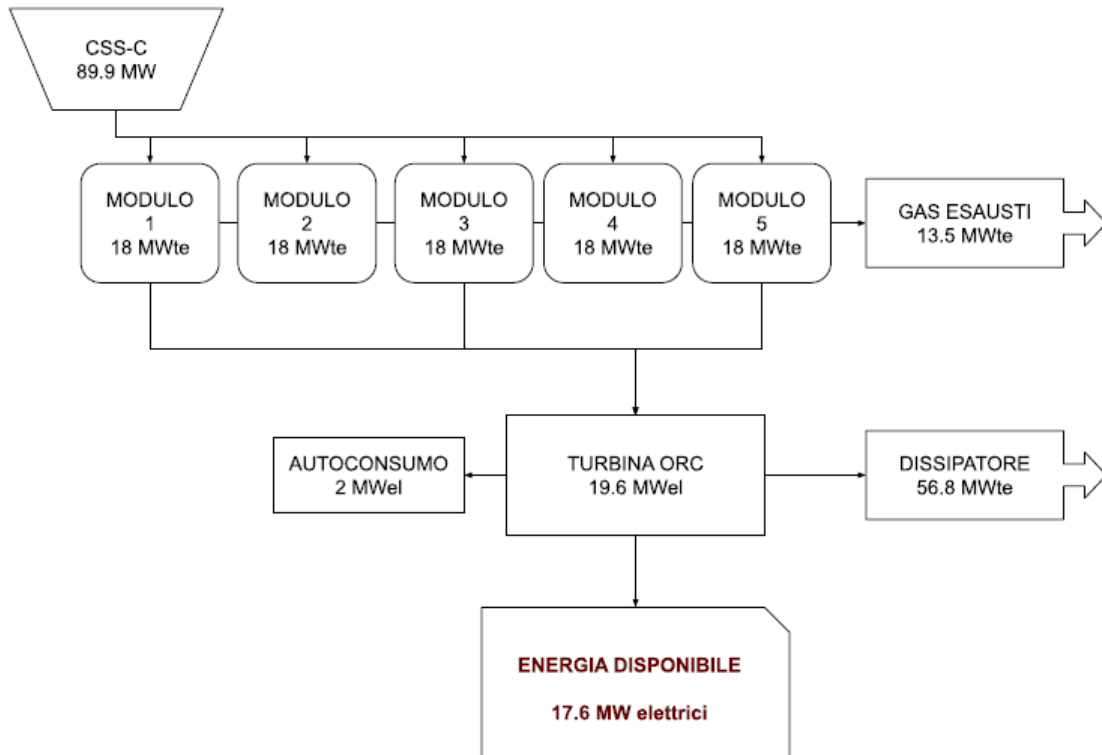 CSS-C
89.9 MW
MODULO
1
18 MWte
MODULO
2
18 MWte
MODULO
3
18 MWte
MODULO
4
18 MWte
MODULO
5
18 MWte
GAS ESAUSTI
13.5 MWte
AUTOCONSUMO
2 MWel
TURBINA ORC
19.6 MWel
DISSIPATORE
56.8 MWte
ENERGIA DISPONIBILE
17.6 MW elettrici